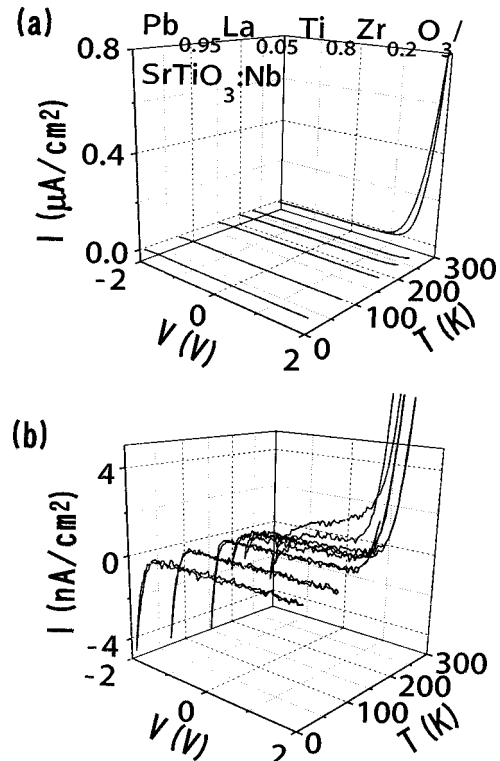 (a)
Pb0.95La0.05Ti0.8Zr0.2O3/
SrTiO3:Nb
0.8
0.4
0.0
I (μA/cm2)
-2
0
2
V (V)
0
100
200
300
T (K)
(b)
4
0
-4
I (nA/cm2)
-2
0
2
V (V)
0
100
200
300
T (K)